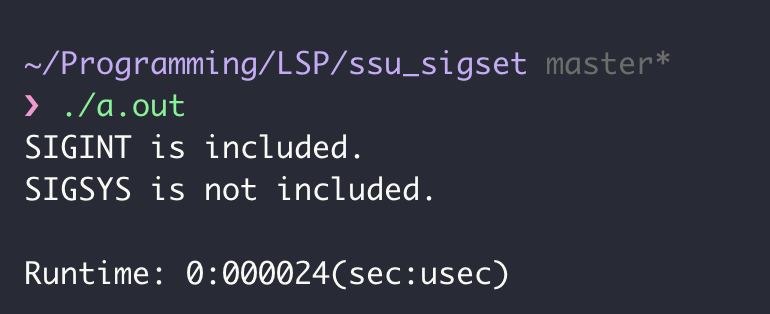 ~/Programming/LSP/ssu_sigset master*
❯ ./a.out
SIGINT is included.
SIGSYS is not included.
Runtime: 0:000024(sec:usec)